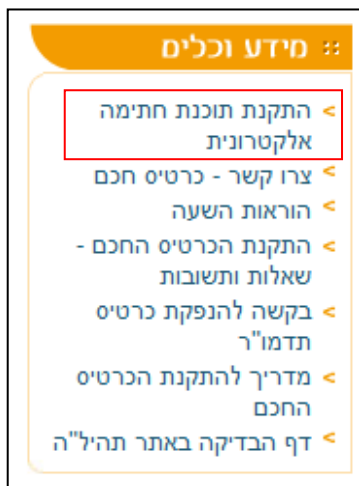 מידע וכלים
התקנת תוכנת חתימה
אלקטרונית
צרו קשר - כרטיס חכם
הוראות השעה
התקנת הכרטיס החכם -
שאלות ותשובות
בקשה להנפקת כרטיס
תדמו"ר
מדריך להתקנת הכרטיס
החכם
דף הבדיקה באתר תהיל"ה